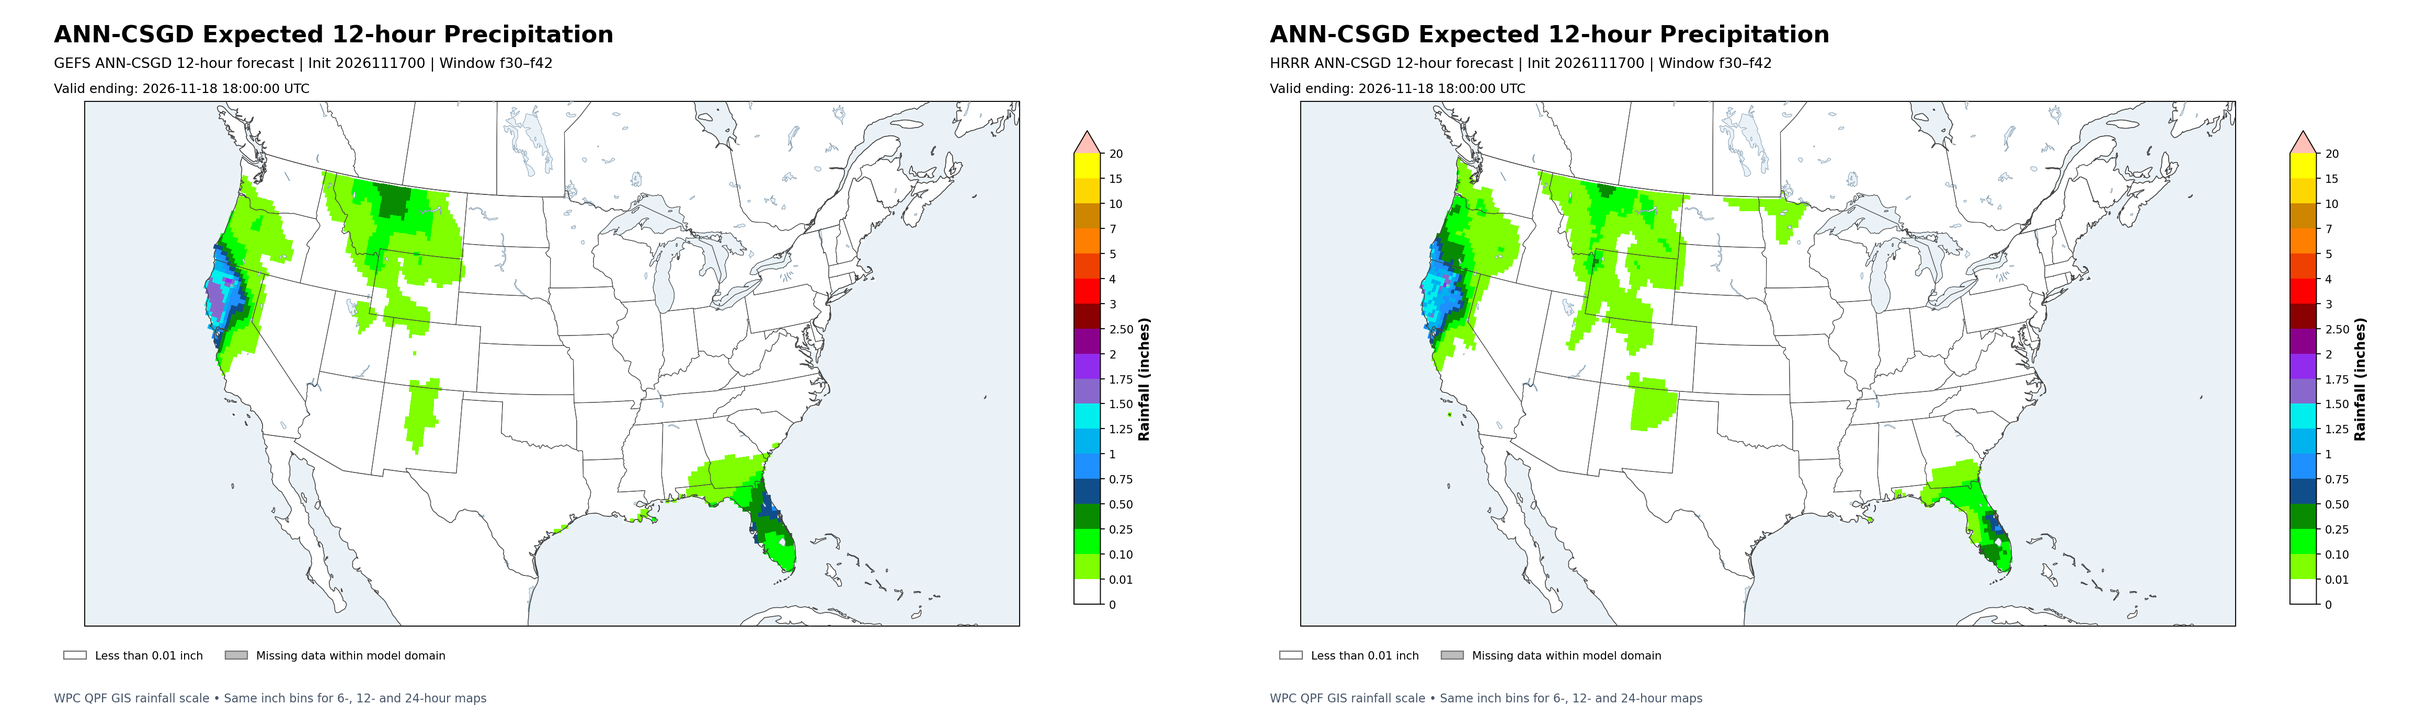 ANN-CSGD Expected 12-hour Precipitation
GEFS ANN-CSGD 12-hour forecast | Init 2026111700 | Window f30–f42
Valid ending: 2026-11-18 18:00:00 UTC
20
15
10
7
5
4
3
2.50
2
1.75
1.50
1.25
1
0.75
0.50
0.25
0.10
0.01
0
Rainfall (inches)
Less than 0.01 inch
Missing data within model domain
WPC QPF GIS rainfall scale • Same inch bins for 6-, 12- and 24-hour maps
ANN-CSGD Expected 12-hour Precipitation
HRRR ANN-CSGD 12-hour forecast | Init 2026111700 | Window f30–f42
Valid ending: 2026-11-18 18:00:00 UTC
20
15
10
7
5
4
3
2.50
2
1.75
1.50
1.25
1
0.75
0.50
0.25
0.10
0.01
0
Rainfall (inches)
Less than 0.01 inch
Missing data within model domain
WPC QPF GIS rainfall scale • Same inch bins for 6-, 12- and 24-hour maps